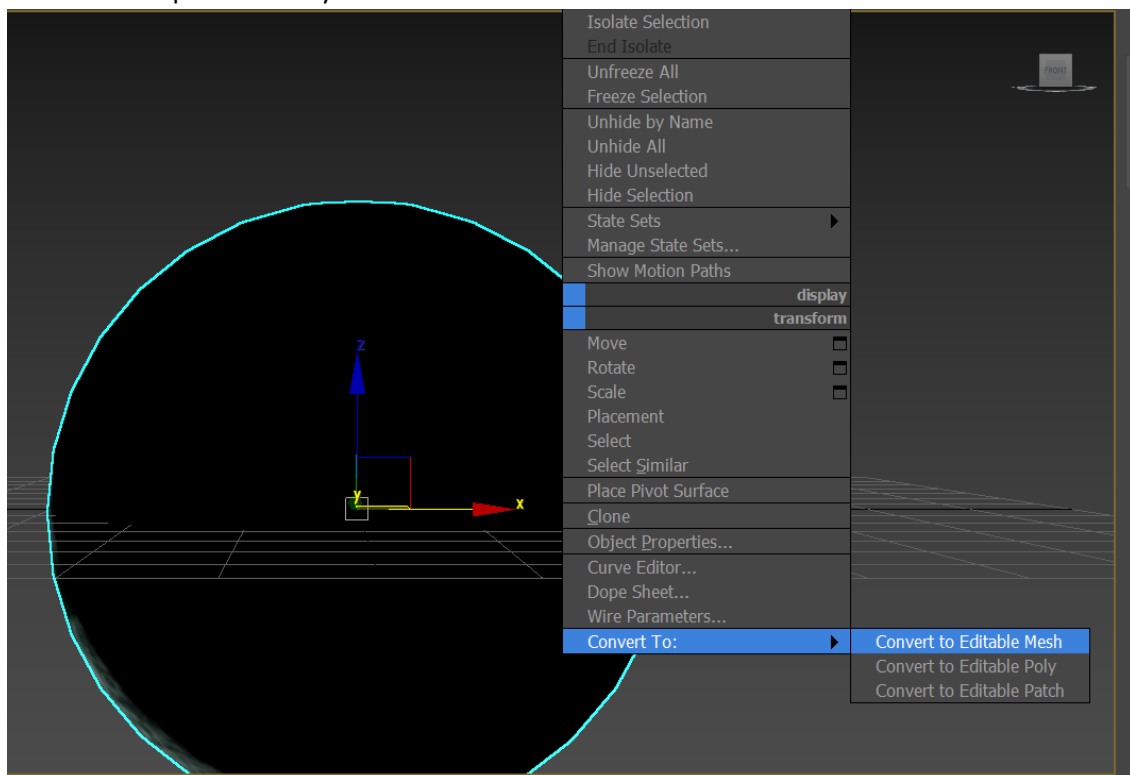 Isolate Selection
End Isolate
Unfreeze All
Freeze Selection
Unhide by Name
Unhide All
Hide Unselected
Hide Selection
State Sets
Manage State Sets...
Show Motion Paths
display
transform
Move
Rotate
Scale
Placement
Select
Select Similar
Place Pivot Surface
Clone
Object Properties...
Curve Editor...
Dope Sheet...
Wire Parameters...
Convert To:
Convert to Editable Mesh
Convert to Editable Poly
Convert to Editable Patch
FRONT
z
y
x